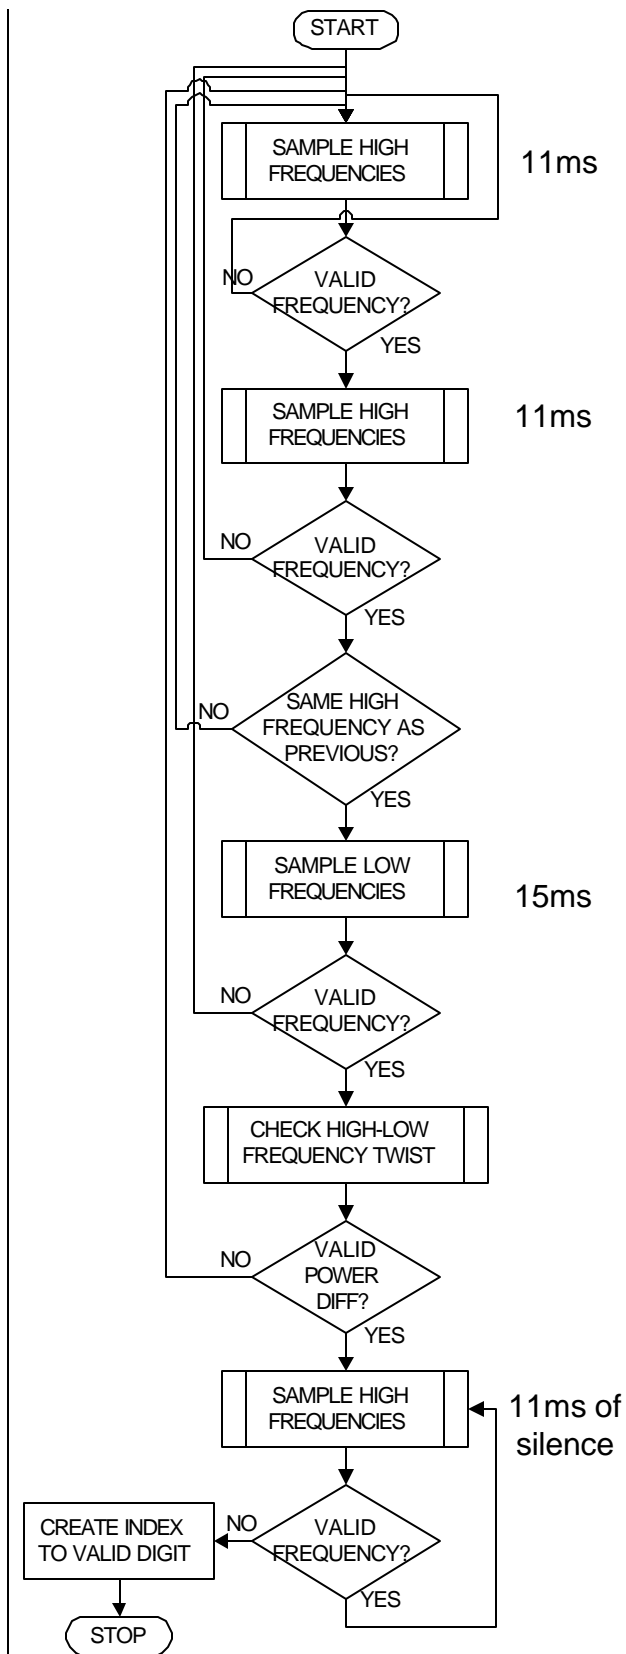 START
SAMPLE HIGH
FREQUENCIES
11ms
NO
VALID
FREQUENCY?
YES
SAMPLE HIGH
FREQUENCIES
11ms
NO
VALID
FREQUENCY?
YES
NO
SAME HIGH
FREQUENCY AS
PREVIOUS?
YES
SAMPLE LOW
FREQUENCIES
15ms
NO
VALID
FREQUENCY?
YES
CHECK HIGH-LOW
FREQUENCY TWIST
NO
VALID
POWER
DIFF?
YES
SAMPLE HIGH
FREQUENCIES
11ms of
silence
CREATE INDEX
TO VALID DIGIT
NO
VALID
FREQUENCY?
YES
STOP